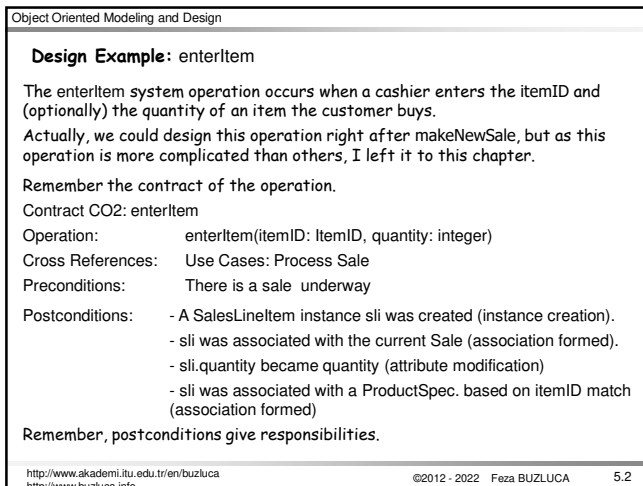 Object Oriented Modeling and Design
Design Example: enterItem
The enterItem system operation occurs when a cashier enters the itemID and
(optionally) the quantity of an item the customer buys.
Actually, we could design this operation right after makeNewSale, but as this
operation is more complicated than others, I left it to this chapter.
Remember the contract of the operation.
Contract CO2: enterItem
Operation: enterItem(itemID: ItemID, quantity: integer)
Cross References: Use Cases: Process Sale
Preconditions: There is a sale underway
Postconditions: - A SalesLineItem instance sli was created (instance creation).
- sli was associated with the current Sale (association formed).
- sli.quantity became quantity (attribute modification)
- sli was associated with a ProductSpec. based on itemID match
(association formed)
Remember, postconditions give responsibilities.
http://www.akademi.itu.edu.tr/en/buzluca ©2012 - 2022 Feza BUZLUCA 5.2
http://www.buzluca.info